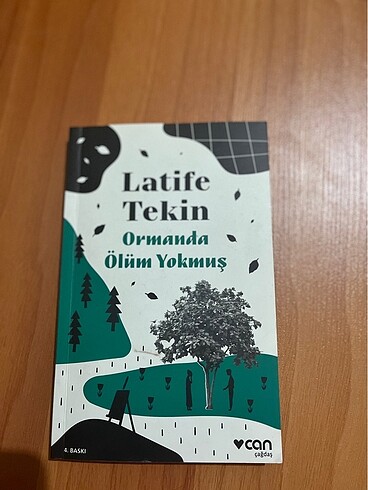 Latife
Tekin
Ormanda
Ölüm Yokmuş
can
çağdaş
4. BASKI